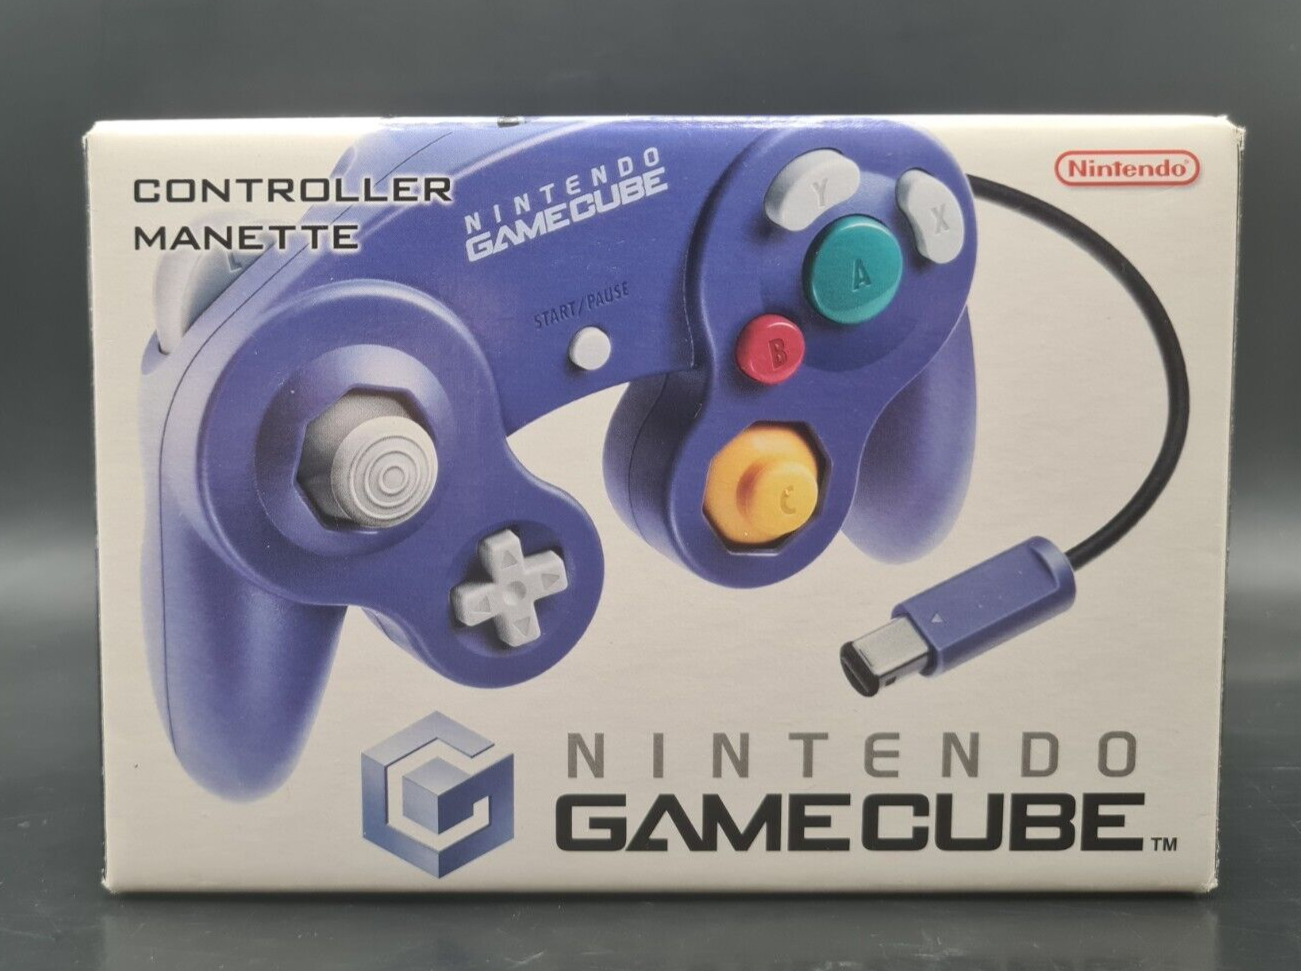 CONTROLLER
MANETTE
NINTENDO
GAMECUBE
Nintendo®
START/PAUSE
Y
X
A
B
C
L
NINTENDO
GAMECUBE™